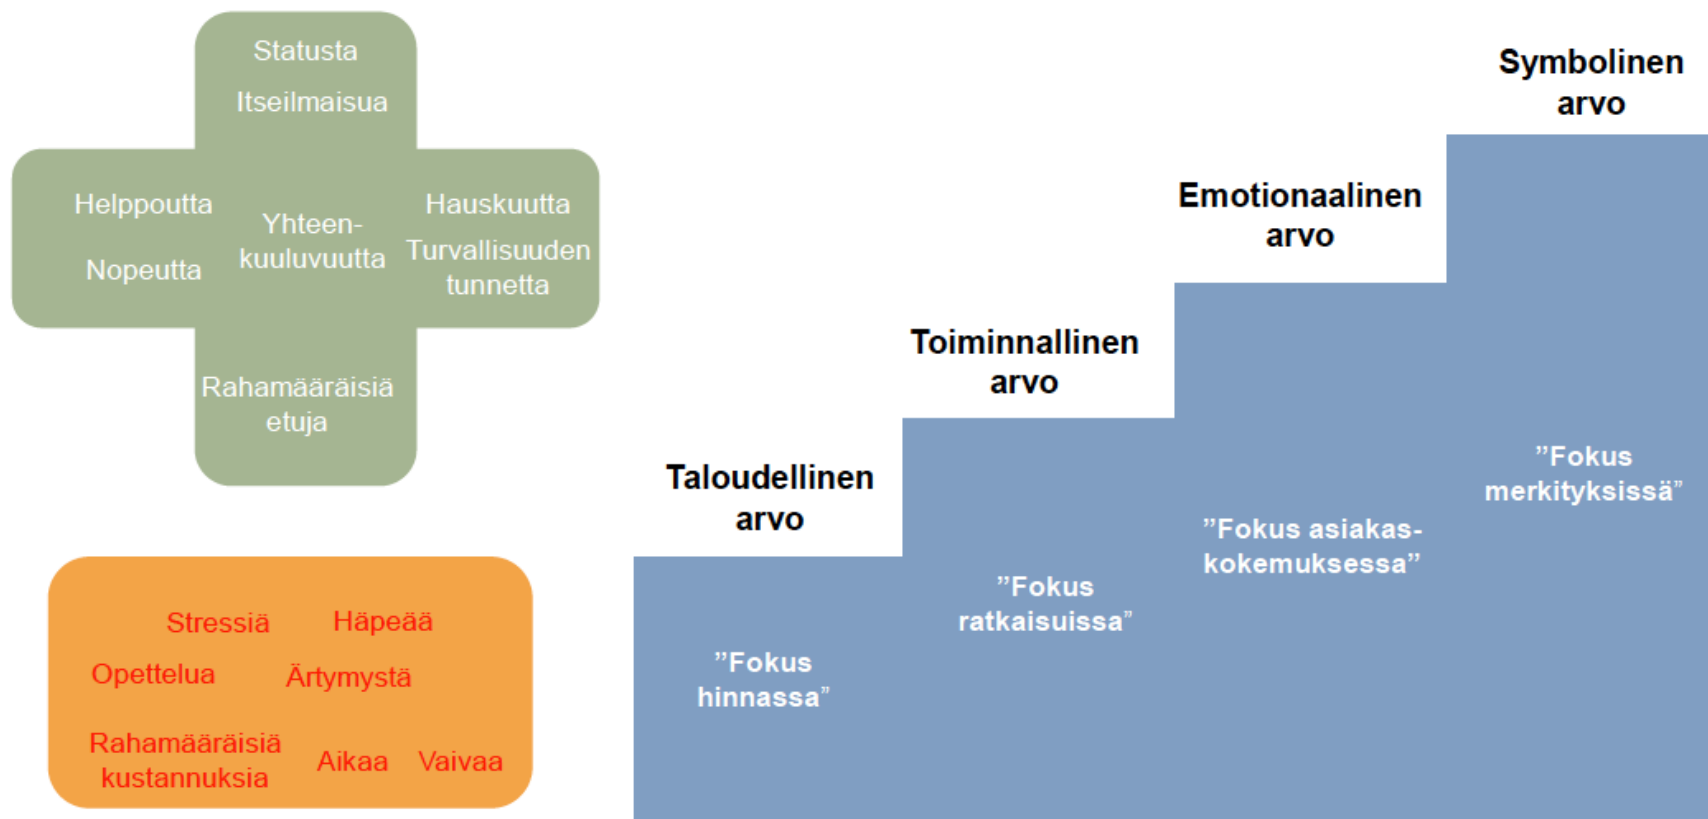 Statusta
Itseilmaisua
Helppoutta
Nopeutta
Yhteen-
kuuluvuutta
Hauskuutta
Turvallisuuden
tunnetta
Rahamääräisiä
etuja
Stressiä
Häpeää
Opettelua
Ärtymystä
Rahamääräisiä
kustannuksia
Aikaa
Vaivaa
Taloudellinen
arvo
”Fokus
hinnassa”
Toiminnallinen
arvo
”Fokus
ratkaisuissa”
Emotionaalinen
arvo
”Fokus asiakas-
kokemuksessa”
Symbolinen
arvo
”Fokus
merkityksissä”